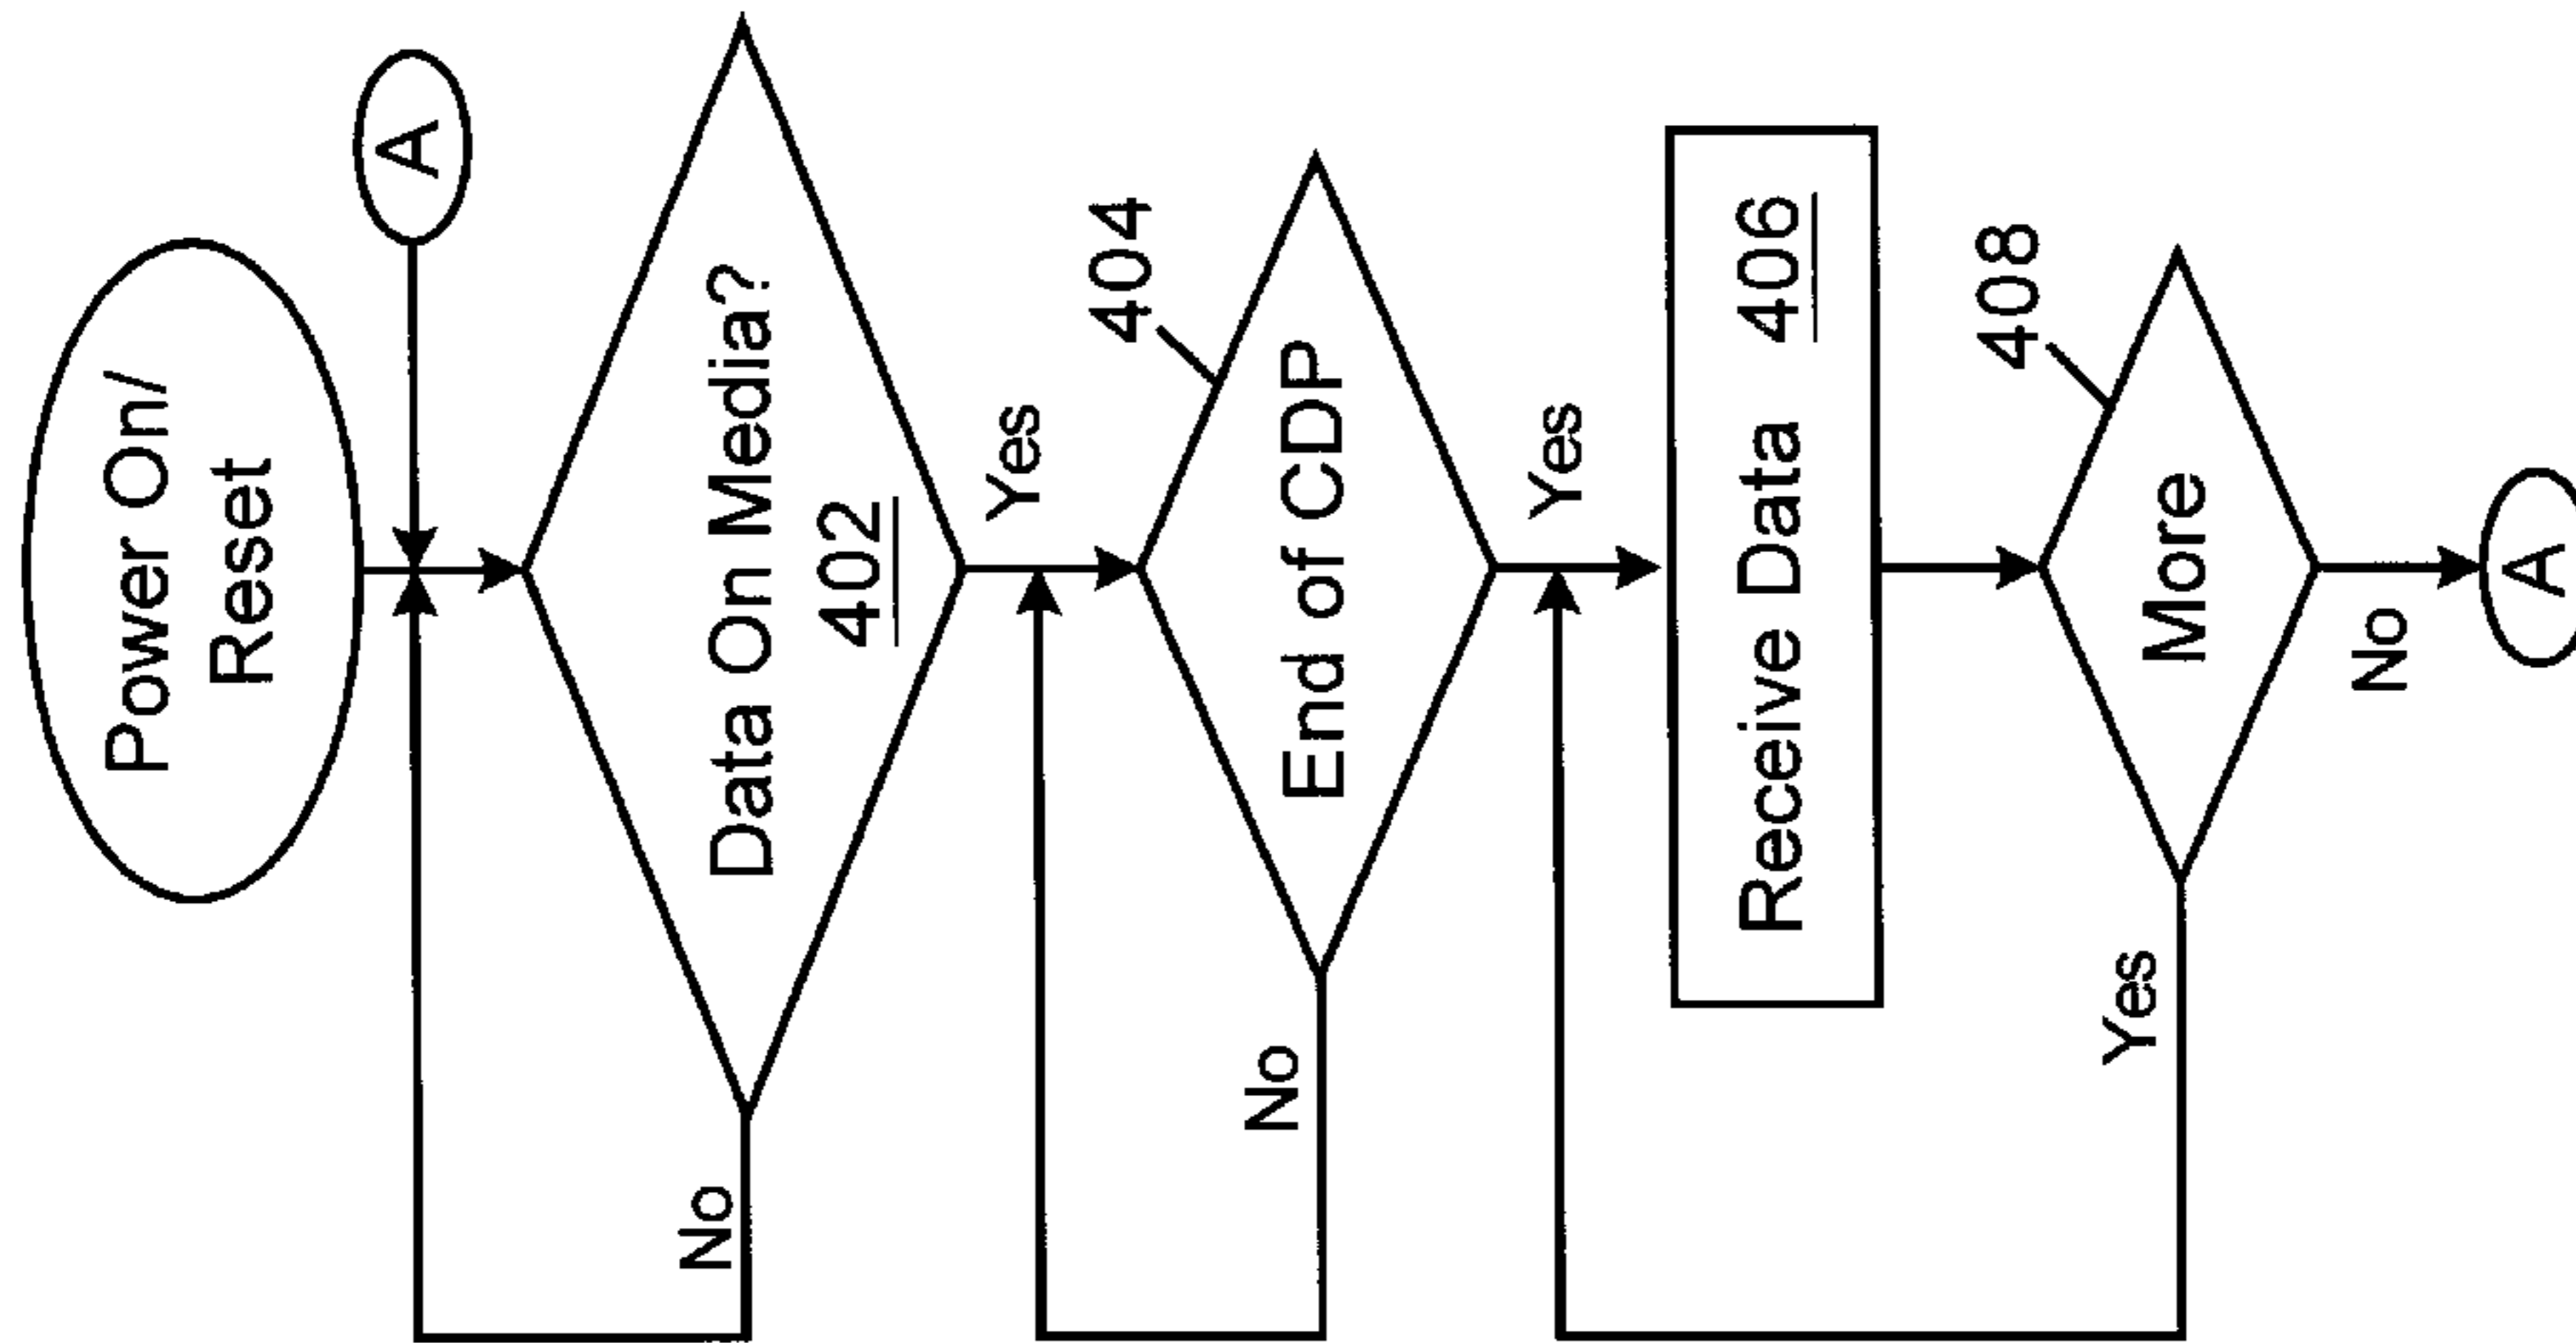 Power On/
Reset
A
Data On Media?
402
No
Yes
404
End of CDP
No
Yes
Receive Data 406
408
More
Yes
No
A